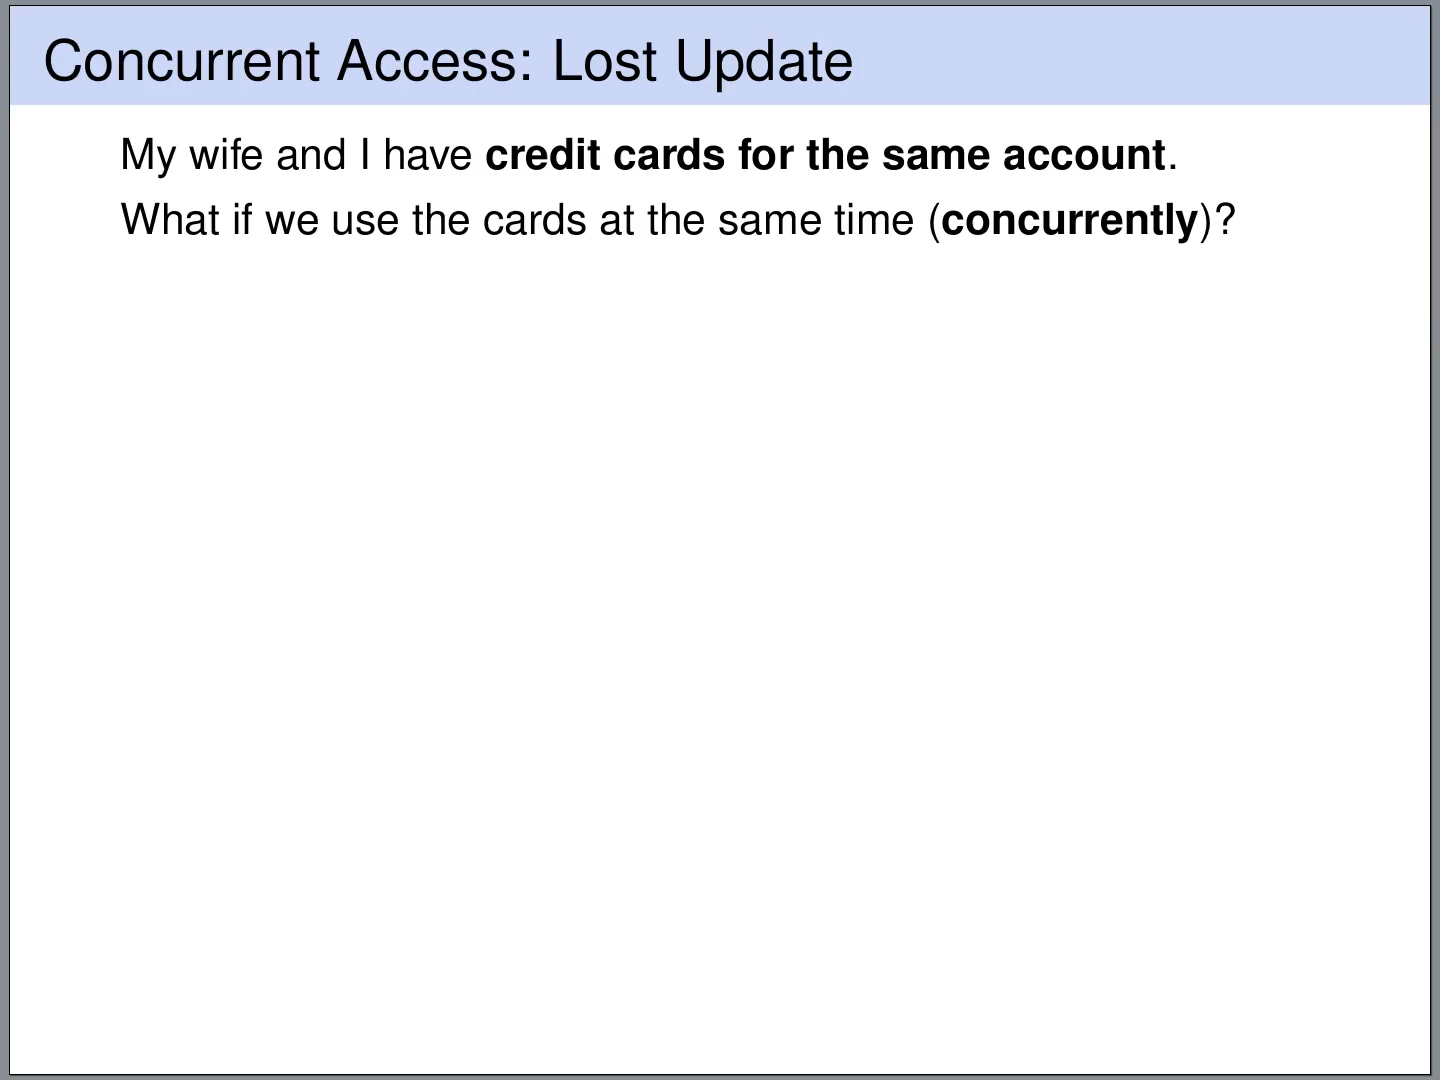 Concurrent Access: Lost Update
My wife and I have credit cards for the same account.
What if we use the cards at the same time (concurrently)?